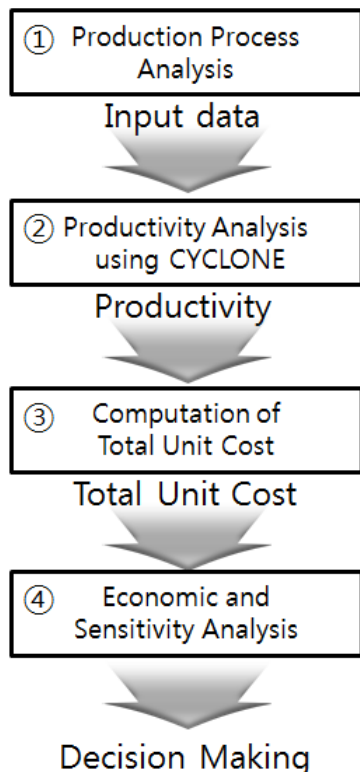 ① Production Process
Analysis
Input data
② Productivity Analysis
using CYCLONE
Productivity
③ Computation of
Total Unit Cost
Total Unit Cost
④ Economic and
Sensitivity Analysis
Decision Making